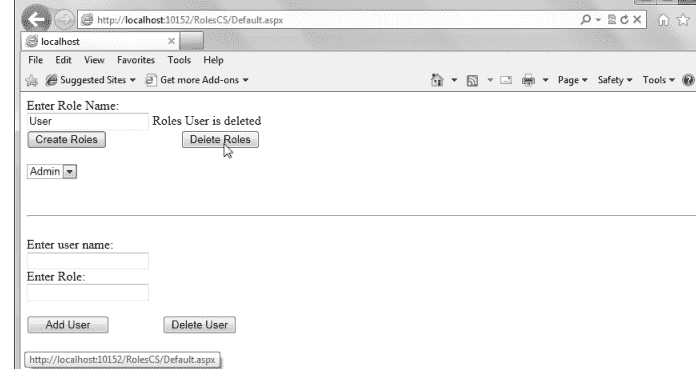 http://localhost:10152/RolesCS/Default.aspx
localhost
File Edit View Favorites Tools Help
Suggested Sites Get more Add-ons Page Safety Tools
Enter Role Name:
User Roles User is deleted
Create Roles Delete Roles
Admin
Enter user name:
Enter Role:
Add User Delete User
http://localhost:10152/RolesCS/Default.aspx